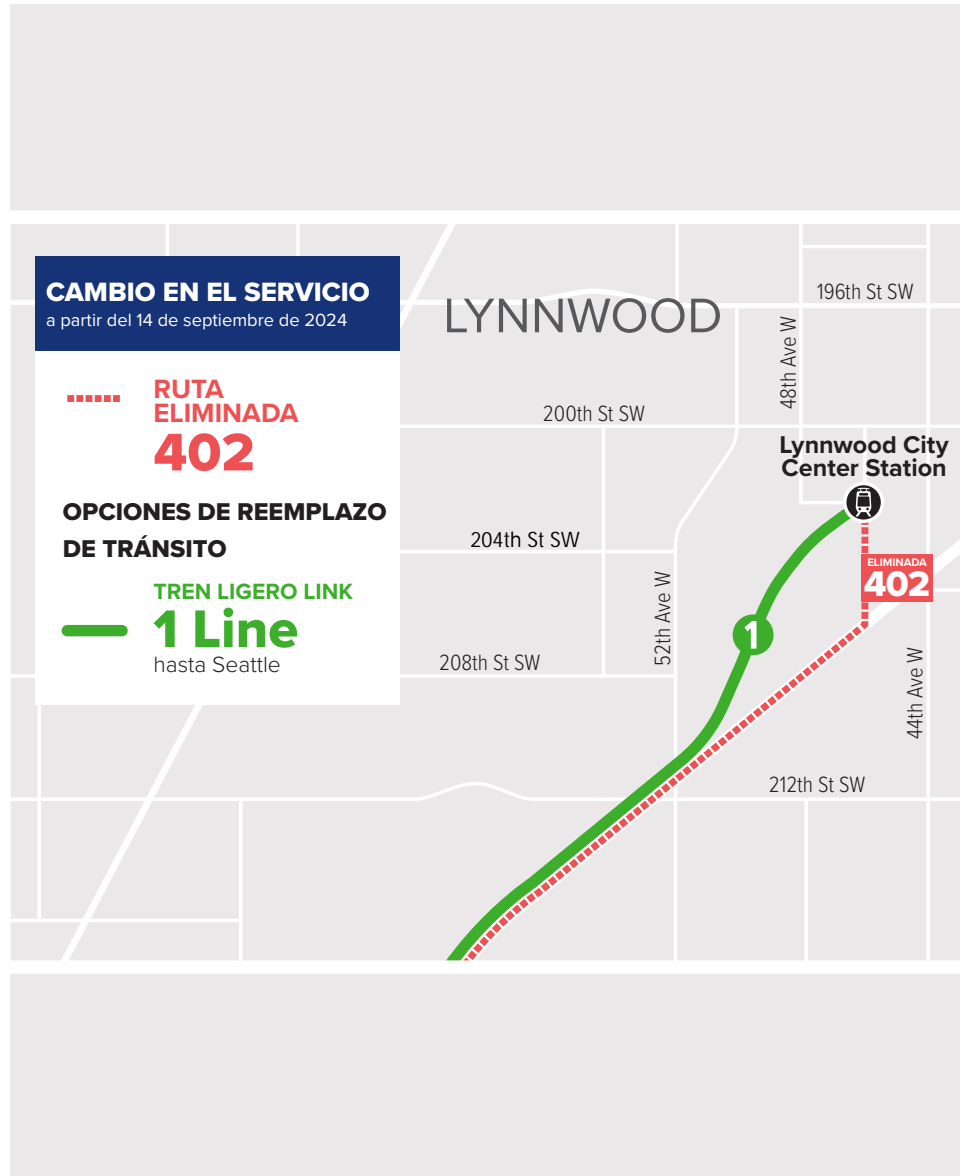 CAMBIO EN EL SERVICIO
a partir del 14 de septiembre de 2024
RUTA
ELIMINADA
402
OPCIONES DE REEMPLAZO
DE TRÁNSITO
TREN LIGERO LINK
1 Line
hasta Seattle
LYNNWOOD
196th St SW
48th Ave W
200th St SW
Lynnwood City
Center Station
204th St SW
ELIMINADA
402
52th Ave W
1
208th St SW
44th Ave W
212th St SW